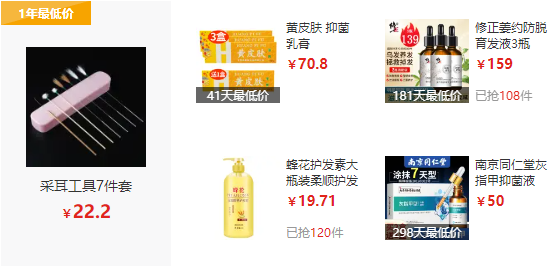 1年最低价
采耳工具7件套
¥22.2
3盒
黄皮肤
送1盒
黄皮肤
41天最低价
黄皮肤 抑菌
乳膏
¥70.8
139
乌发养发
拯救掉发
181天最低价
修正姜灼防脱
育发液3瓶
¥159
已抢108件
蜂花
蜂花护发素大
瓶装柔顺护发
¥19.71
已抢120件
南京同仁堂
涂抹7天型
298天最低价
南京同仁堂灰
指甲抑菌液
¥50